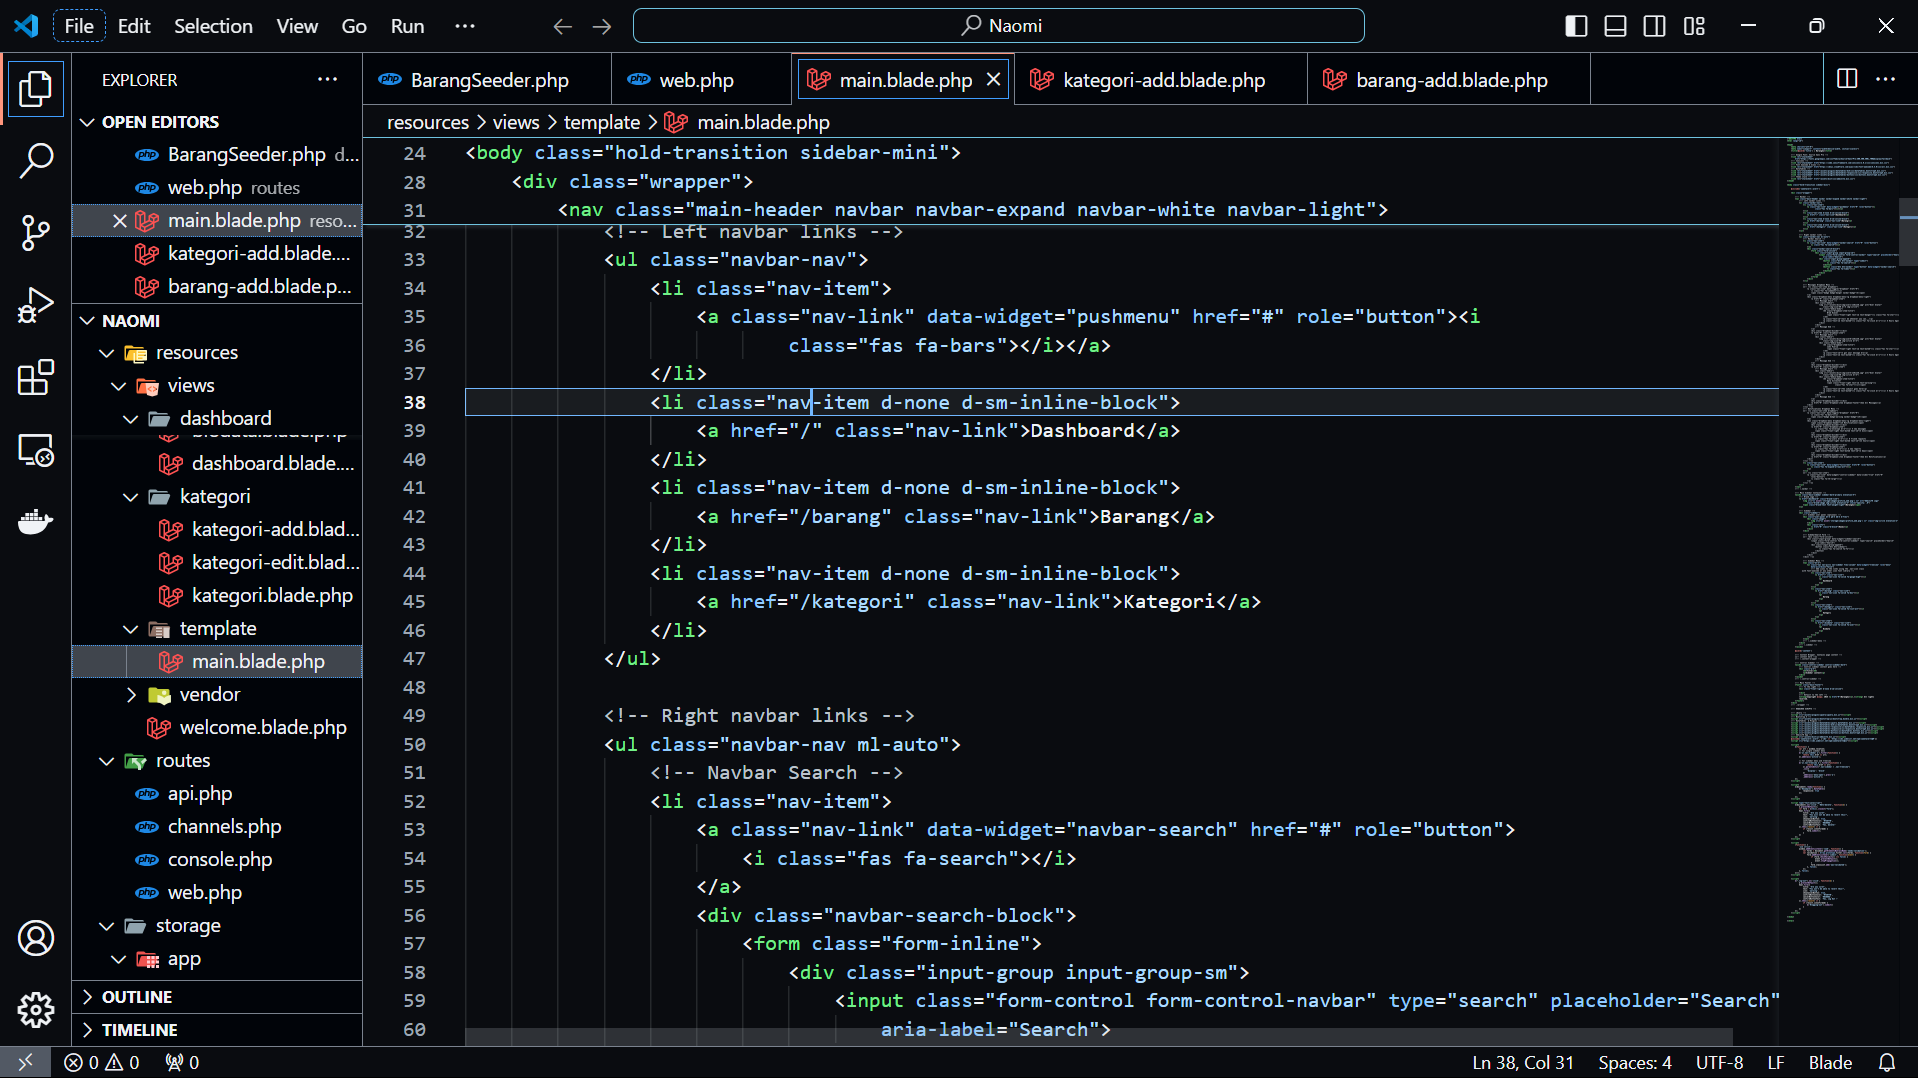 File Edit Selection View Go Run ···
Naomi
EXPLORER
OPEN EDITORS
BarangSeeder.php d...
web.php routes
main.blade.php reso...
kategori-add.blade....
barang-add.blade.p...
NAOMI
resources
views
dashboard
dashboard.blade....
kategori
kategori-add.blad...
kategori-edit.blad...
kategori.blade.php
template
main.blade.php
vendor
welcome.blade.php
routes
api.php
channels.php
console.php
web.php
storage
app
OUTLINE
TIMELINE
BarangSeeder.php web.php main.blade.php kategori-add.blade.php barang-add.blade.php
resources > views > template > main.blade.php
24 <body class="hold-transition sidebar-mini">
28 <div class="wrapper">
31 <nav class="main-header navbar navbar-expand navbar-white navbar-light">
32 <!-- Left navbar links -->
33 <ul class="navbar-nav">
34 <li class="nav-item">
35 <a class="nav-link" data-widget="pushmenu" href="#" role="button"><i
36 class="fas fa-bars"></i></a>
37 </li>
38 <li class="nav-item d-none d-sm-inline-block">
39 <a href="/" class="nav-link">Dashboard</a>
40 </li>
41 <li class="nav-item d-none d-sm-inline-block">
42 <a href="/barang" class="nav-link">Barang</a>
43 </li>
44 <li class="nav-item d-none d-sm-inline-block">
45 <a href="/kategori" class="nav-link">Kategori</a>
46 </li>
47 </ul>
48
49 <!-- Right navbar links -->
50 <ul class="navbar-nav ml-auto">
51 <!-- Navbar Search -->
52 <li class="nav-item">
53 <a class="nav-link" data-widget="navbar-search" href="#" role="button">
54 <i class="fas fa-search"></i>
55 </a>
56 <div class="navbar-search-block">
57 <form class="form-inline">
58 <div class="input-group input-group-sm">
59 <input class="form-control form-control-navbar" type="search" placeholder="Search"
60 aria-label="Search">
0 0 0 Ln 38, Col 31 Spaces: 4 UTF-8 LF Blade